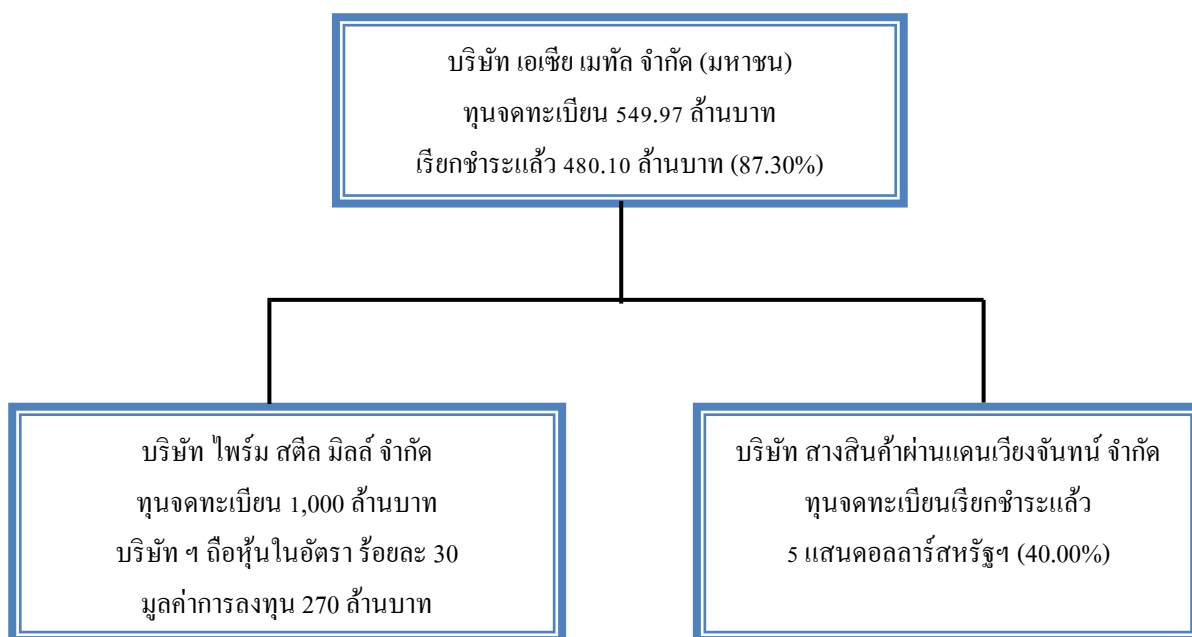 บริษัท เอเซีย เมทัล จำกัด (มหาชน)
ทุนจดทะเบียน 549.97 ล้านบาท
เรียกชำระแล้ว 480.10 ล้านบาท (87.30%)
บริษัท ไพร์ม สตีล มิลล์ จำกัด
ทุนจดทะเบียน 1,000 ล้านบาท
บริษัท ฯ ถือหุ้นในอัตรา ร้อยละ 30
มูลค่าการลงทุน 270 ล้านบาท
บริษัท สางสินค้าผ่านแดนเวียงจันทน์ จำกัด
ทุนจดทะเบียนเรียกชำระแล้ว
5 แสนดอลลาร์สหรัฐฯ (40.00%)